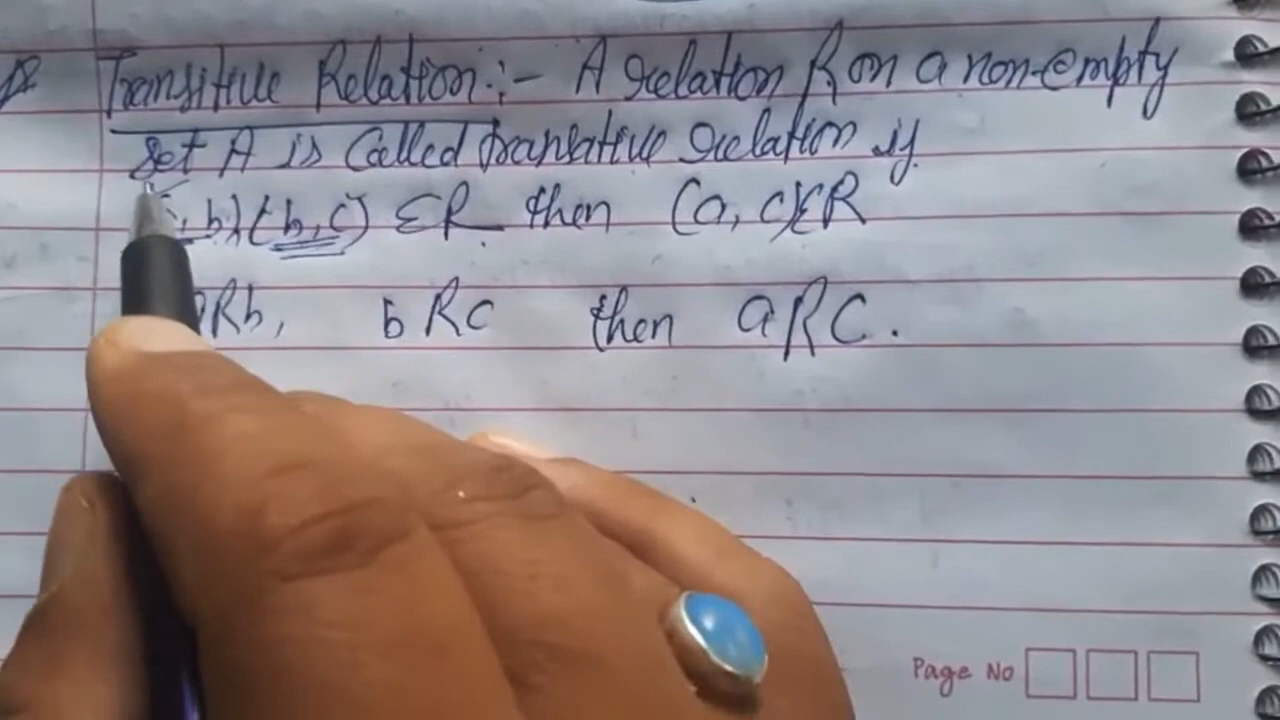 Transitive Relation :- A relation R on a non-empty
set A is called transitive relation if
, b) (b, c) ∈ R then (a, c) ∈ R
Rb, bRc then aRc.
Page No